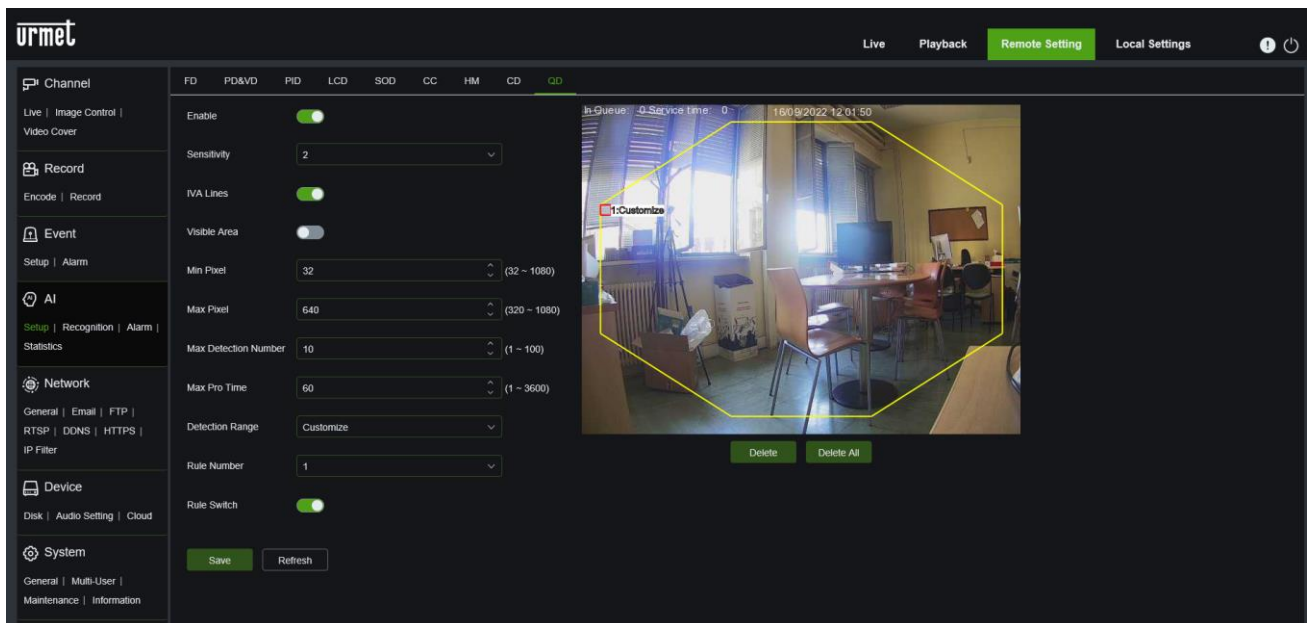 urmet
Live Playback Remote Setting Local Settings
Channel
Live | Image Control |
Video Cover
Record
Encode | Record
Event
Setup | Alarm
AI
Setup | Recognition | Alarm |
Statistics
Network
General | Email | FTP |
RTSP | DDNS | HTTPS |
IP Filter
Device
Disk | Audio Setting | Cloud
System
General | Multi-User |
Maintenance | Information
FD PD&VD PID LCD SOD CC HM CD QD
Enable
Sensitivity 2
IVA Lines
Visible Area
Min Pixel 32 (32 ~ 1080)
Max Pixel 640 (320 ~ 1080)
Max Detection Number 10 (1 ~ 100)
Max Pro Time 60 (1 ~ 3600)
Detection Range Customize
Rule Number 1
Rule Switch
Save Refresh
In Queue: 0 Service time: 0 16/09/2022 12:01:50
1:Customize
Delete Delete All